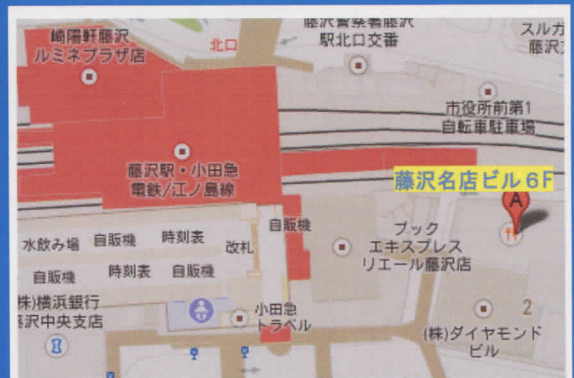 藤沢警察署藤沢
駅北口交番
崎陽軒藤沢
ルミネプラザ店
北口
スルガ
藤沢
市役所前第1
自転車駐車場
藤沢駅・小田急
電鉄/江ノ島線
藤沢名店ビル6F
A
自販機
ブック
エキスプレス
リエール藤沢店
水飲み場
自販機
時刻表
改札
自販機
時刻表
自販機
(株)横浜銀行
藤沢中央支店
小田急
トラベル
2
(株)ダイヤモンド
ビル